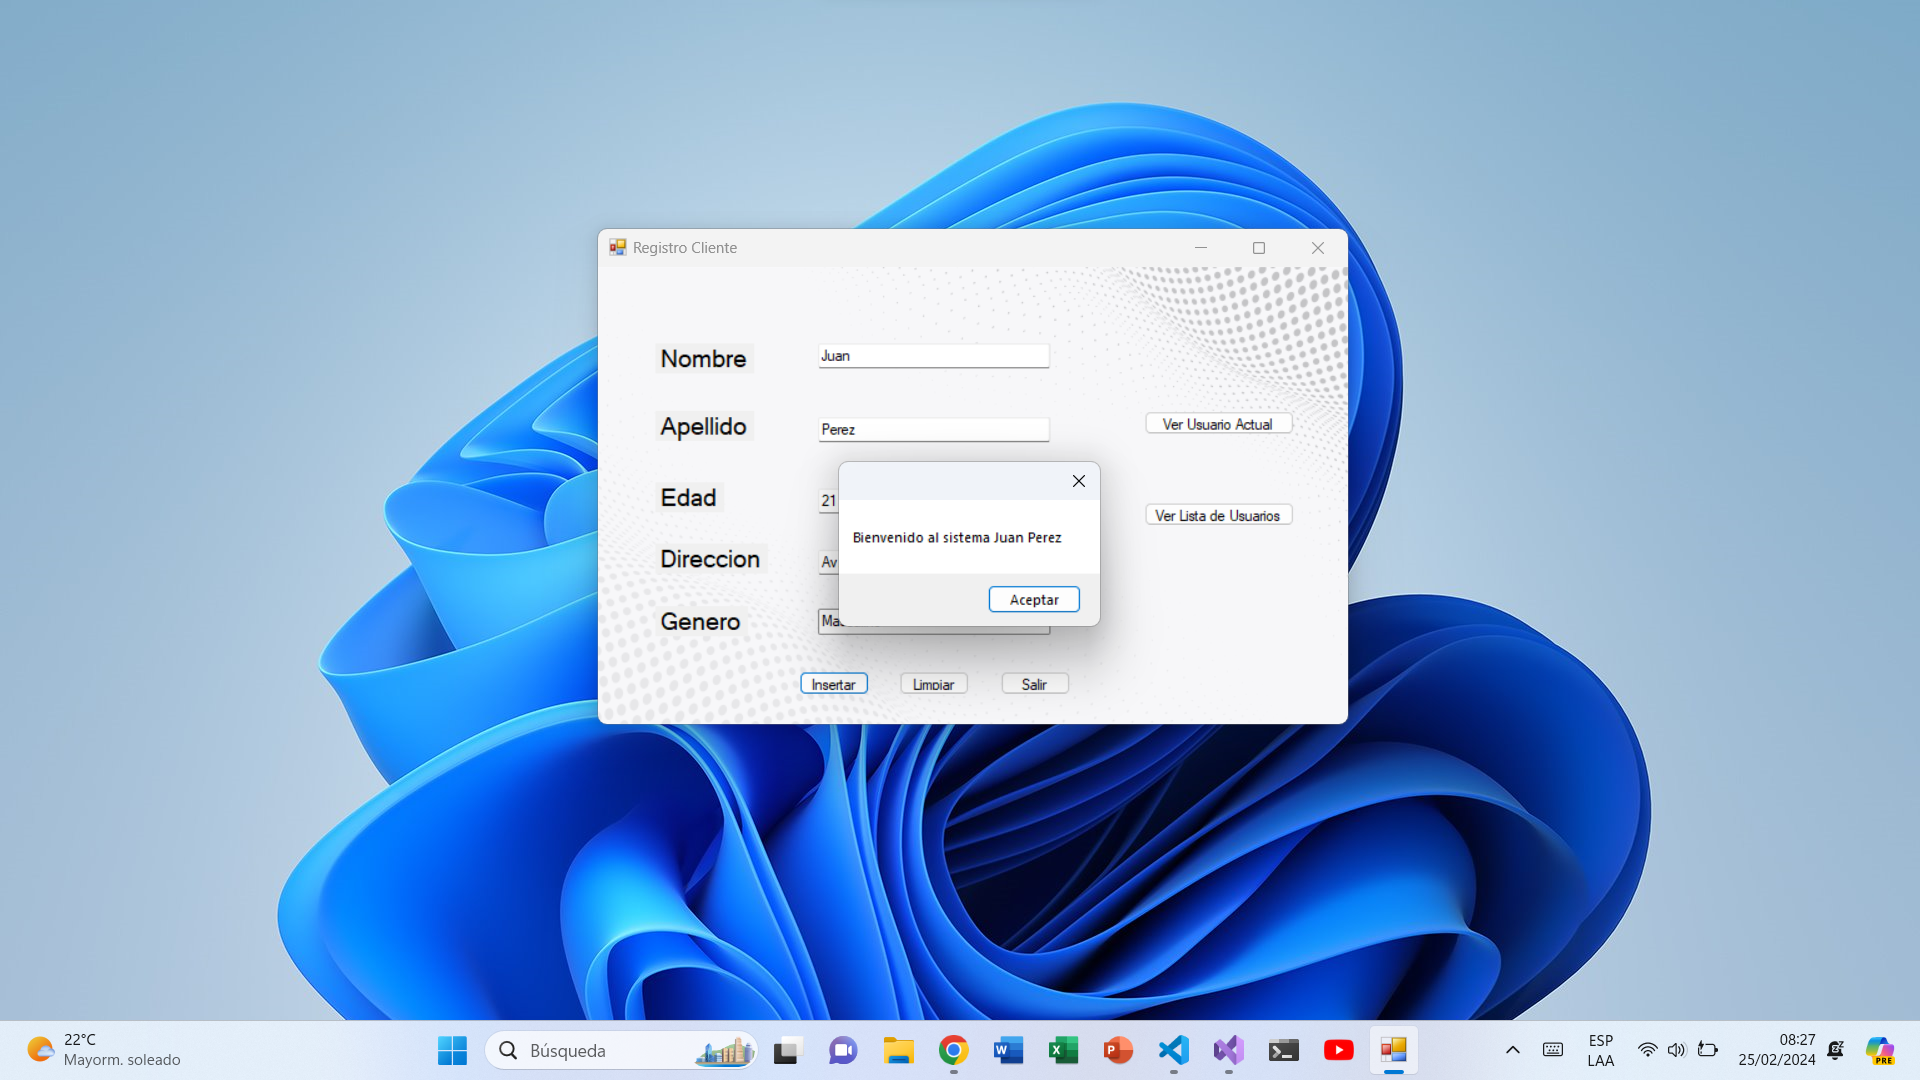 Registro Cliente
Nombre
Juan
Apellido
Perez
Ver Usuario Actual
Edad
21
Bienvenido al sistema Juan Perez
Ver Lista de Usuarios
Direccion
Av
Aceptar
Genero
Insertar
Limpiar
Salir
22°C
Mayorm. soleado
Búsqueda
ESP
LAA
08:27
25/02/2024
PRE